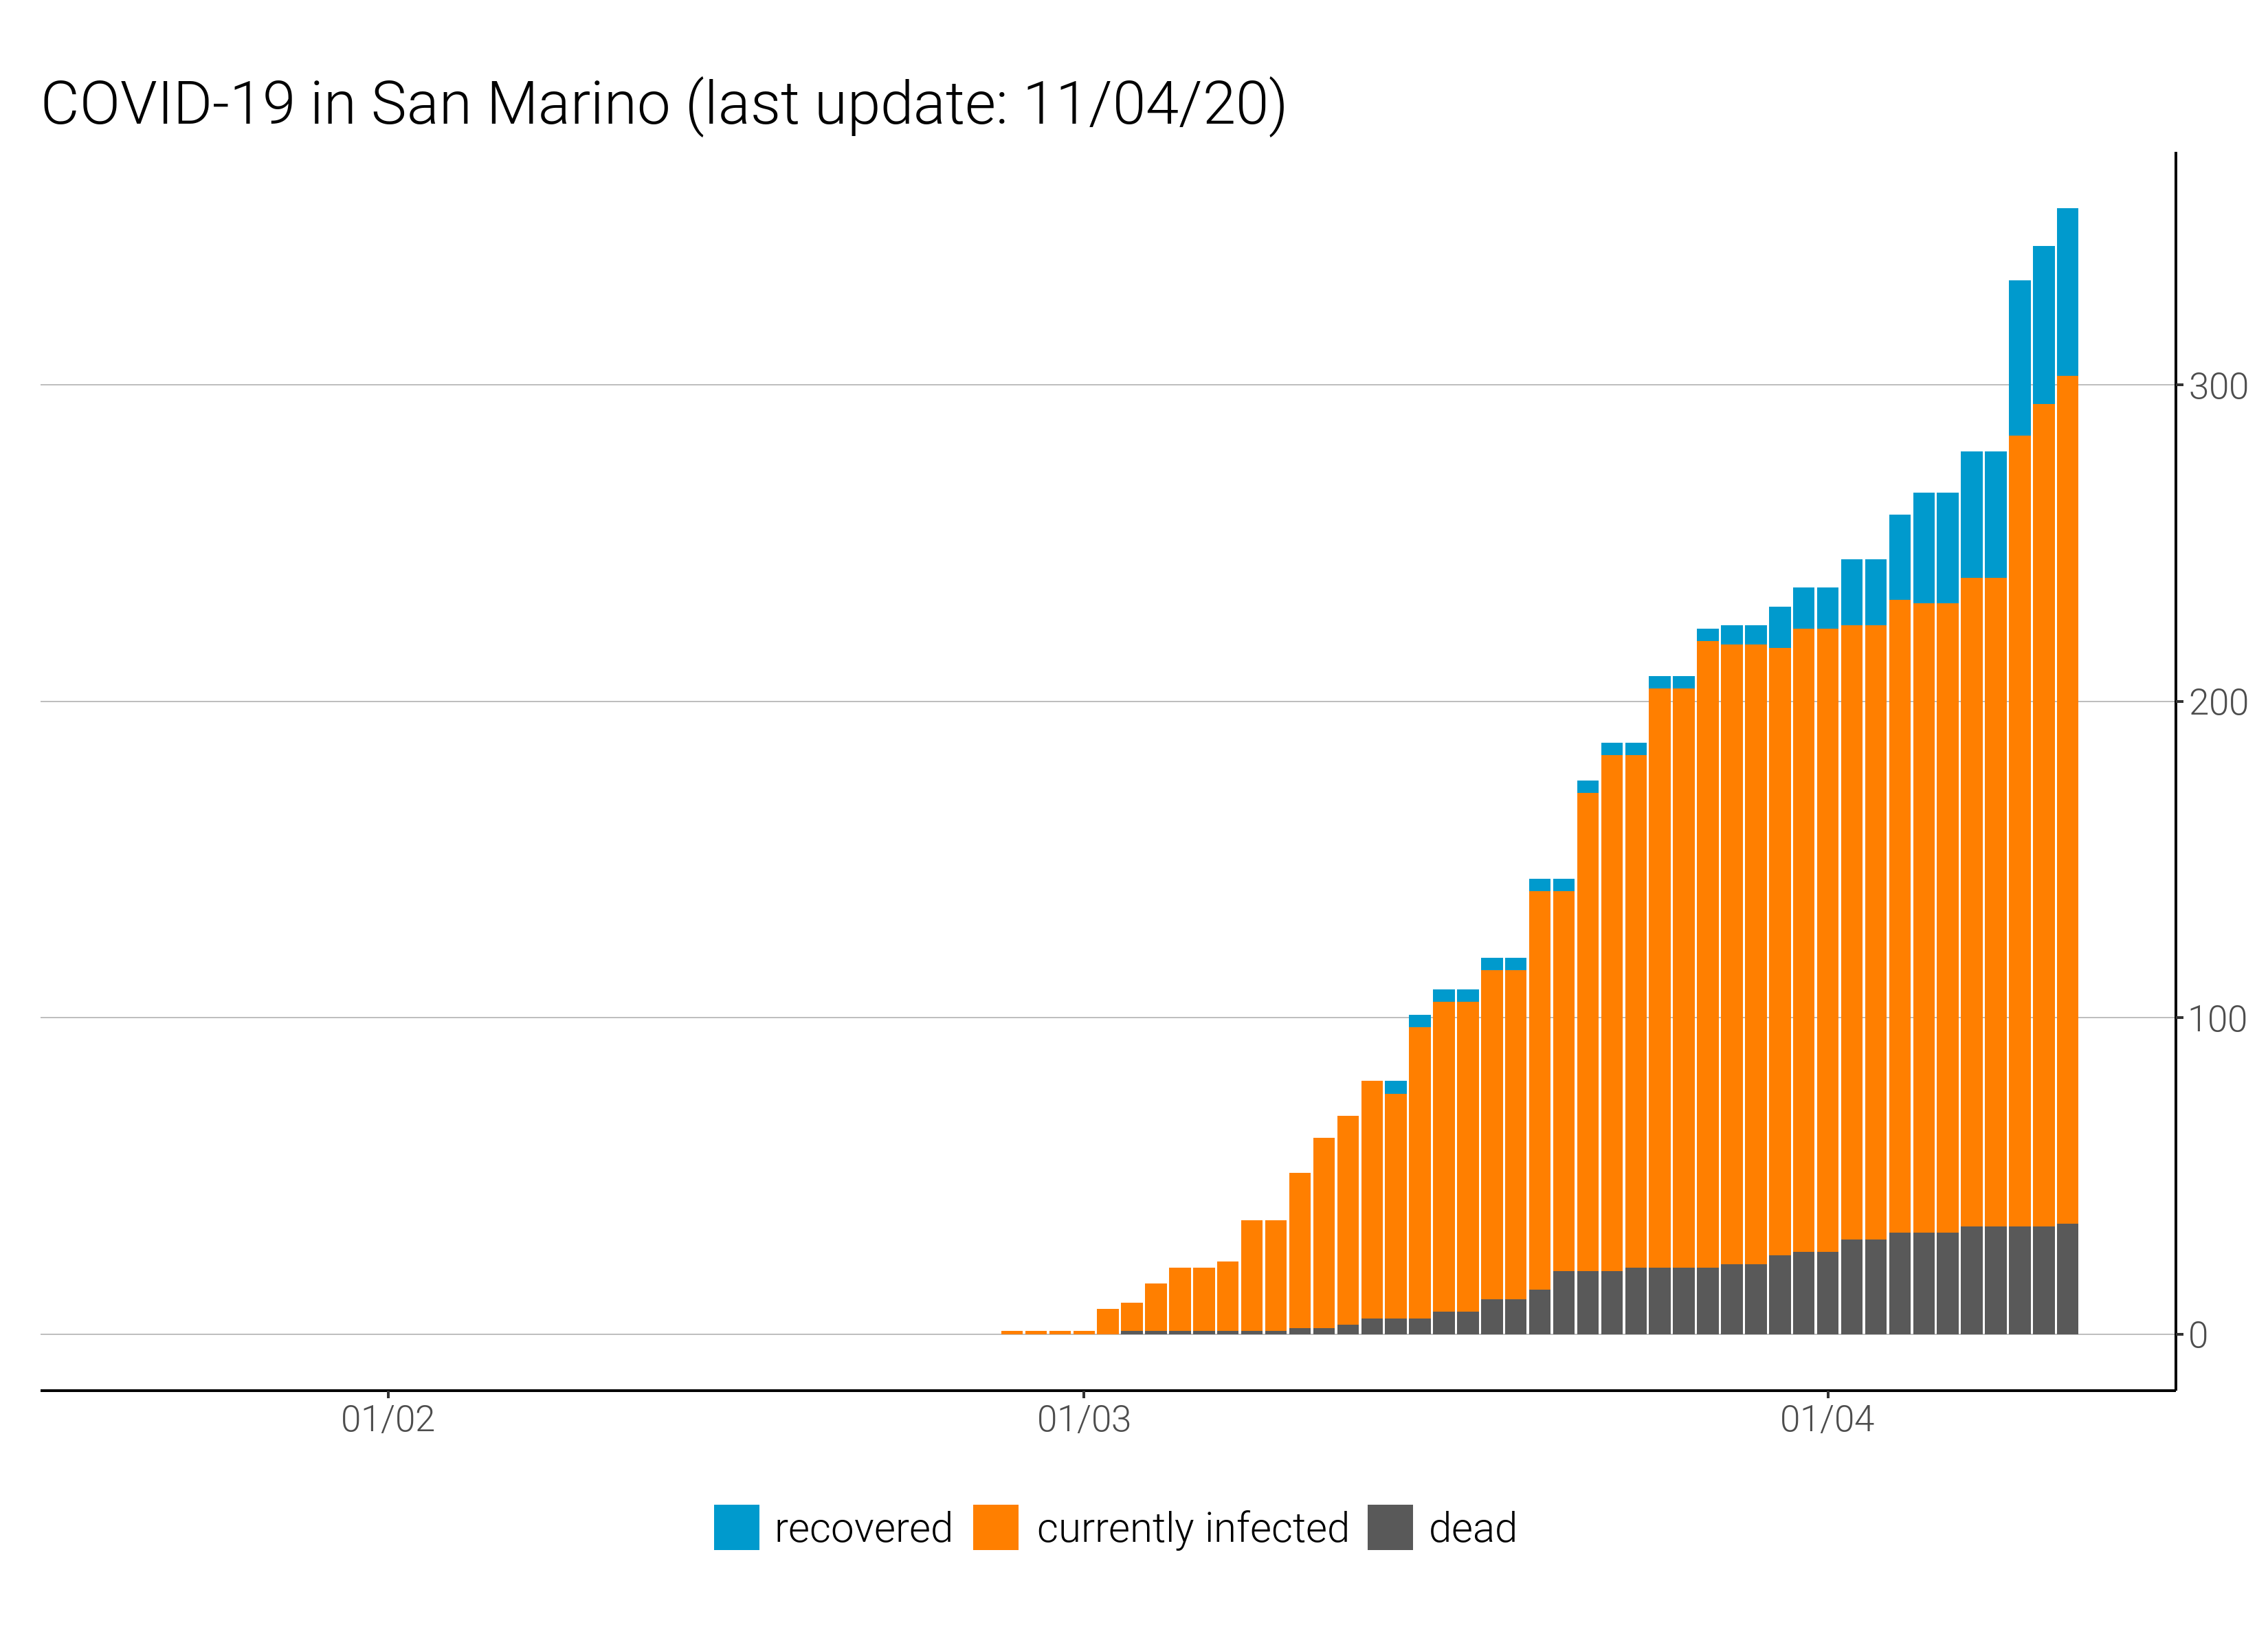 COVID-19 in San Marino (last update: 11/04/20)
300
200
100
0
01/02 01/03 01/04
recovered currently infected dead